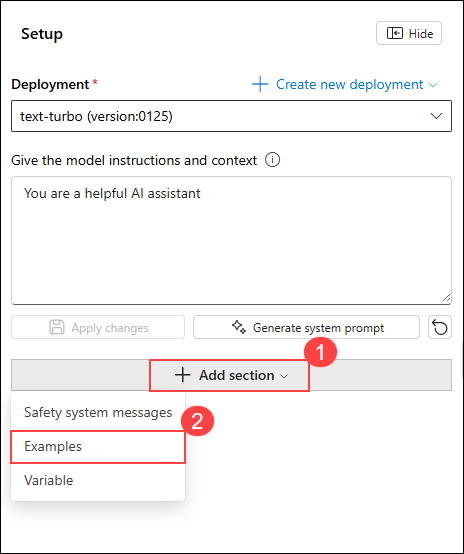 Setup
Hide
Deployment *
Create new deployment
text-turbo (version:0125)
Give the model instructions and context
You are a helpful AI assistant
Apply changes
Generate system prompt
1
Add section
Safety system messages
2
Examples
Variable